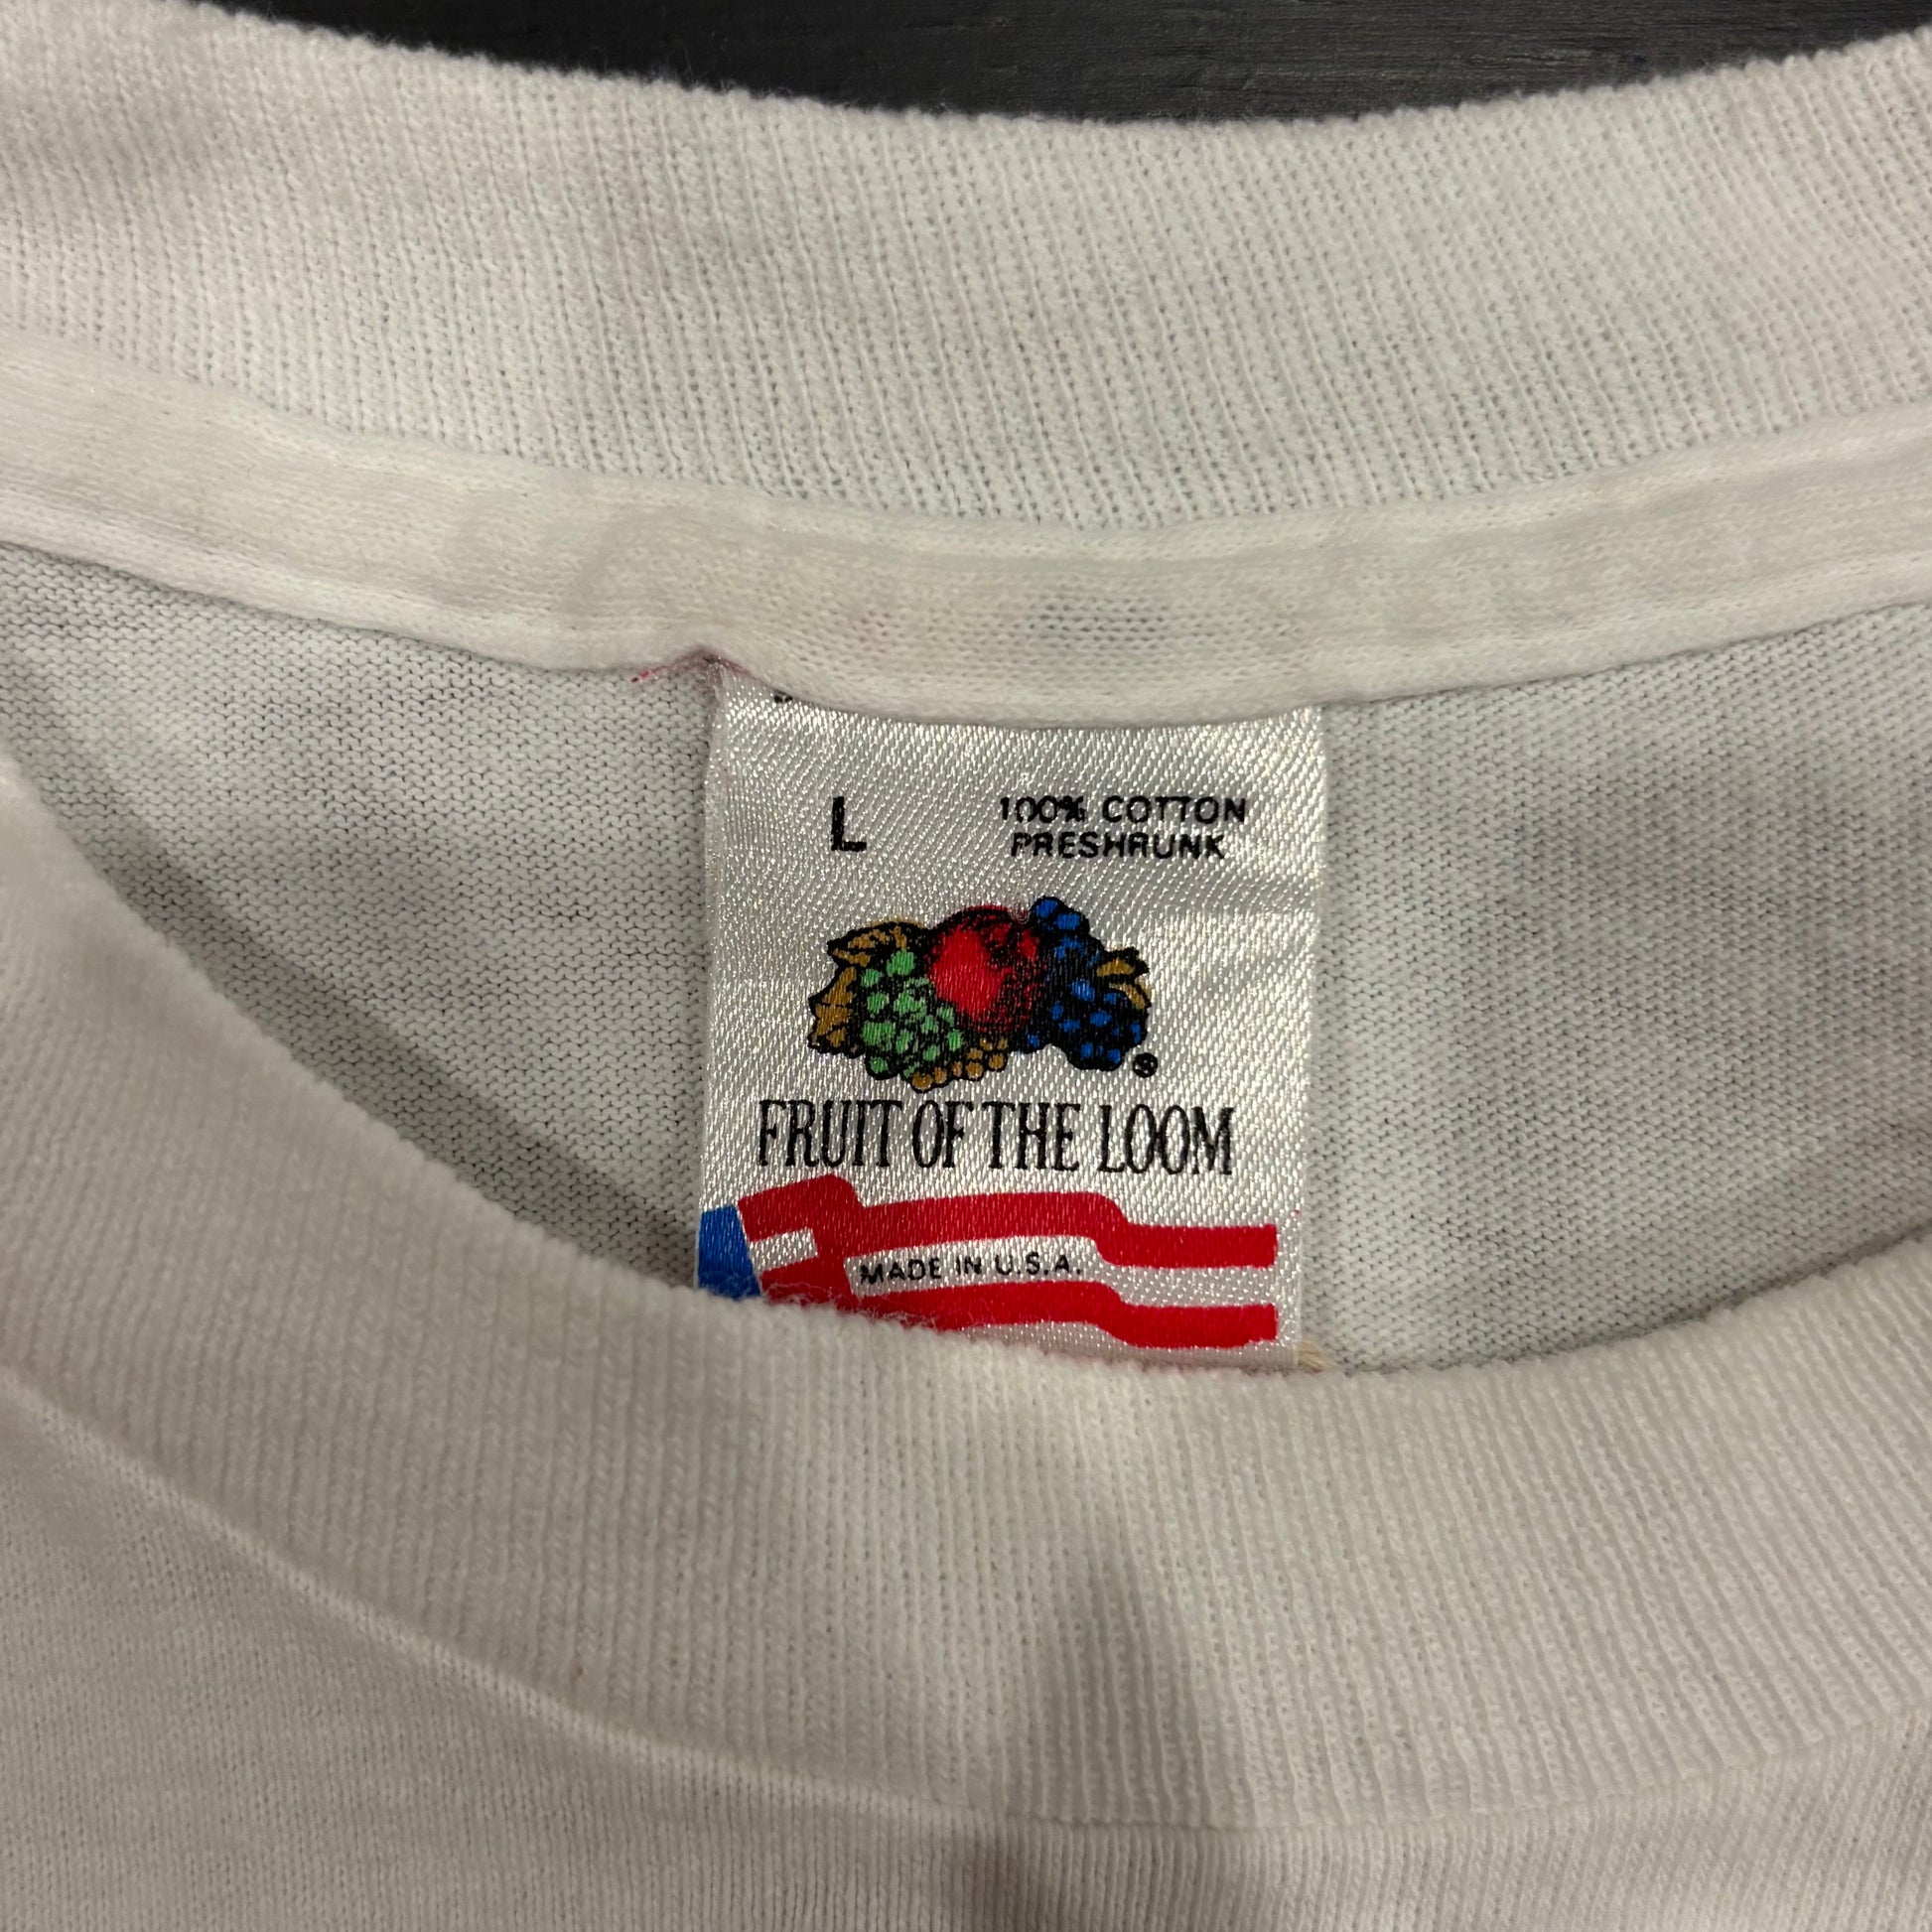 L
100% COTTON
PRESHRUNK
®
FRUIT OF THE LOOM
MADE IN U.S.A.